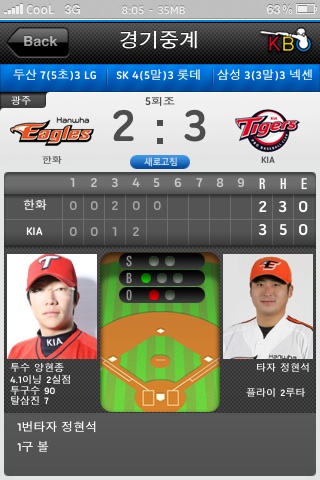 CooL 3G 8:05 - 35MB 63%
Back 경기중계 KBO
두산 7(5초)3 LG SK 4(5말)3 롯데 삼성 3(3말)3 넥센
광주 5회초
Hanwha Eagles 2 : 3 KIA Tigers
한화 새로고침 KIA
1 2 3 4 5 6 7 8 9 R H E
한화 0 0 2 0 0 2 3 0
KIA 0 0 1 2 3 5 0
S
B
O
T
KIA
E
Hanwha
투수 양현종
4.1이닝 2실점
투구수 90
탈삼진 7
타자 정현석
플라이 2루타
1번타자 정현석
1구 볼